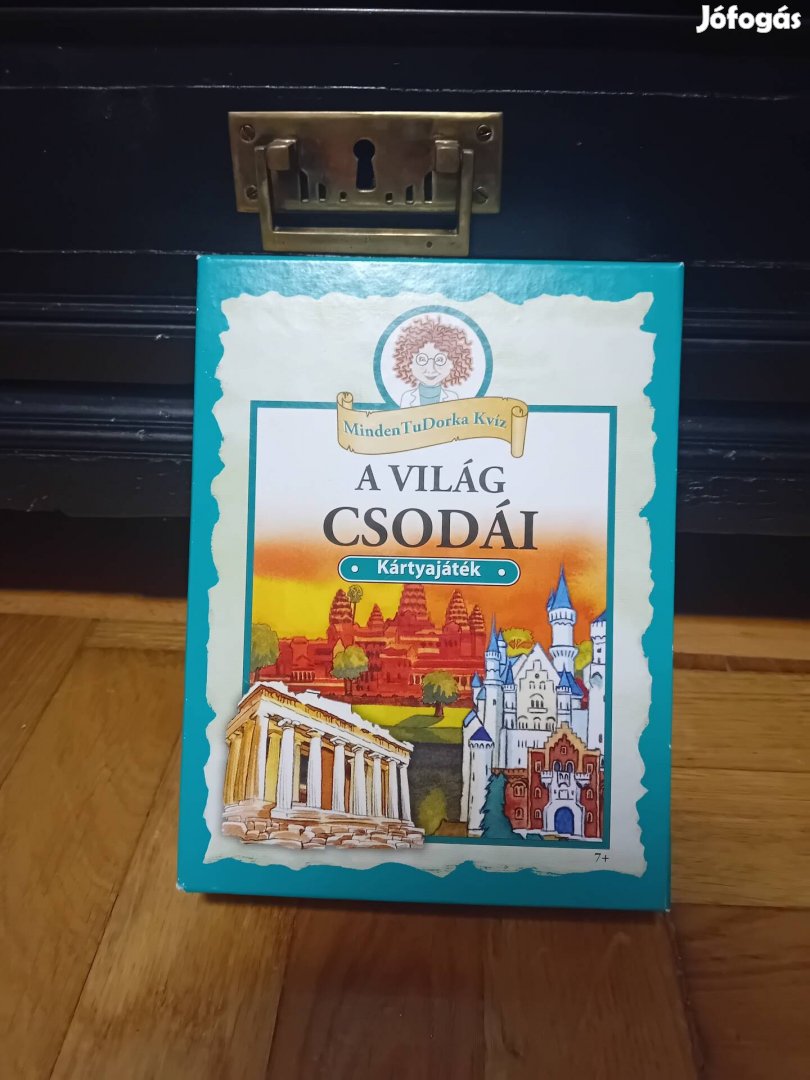 Jófogás
MindenTuDorka Kvíz
A VILÁG
CSODÁI
• Kártyajáték •
7+